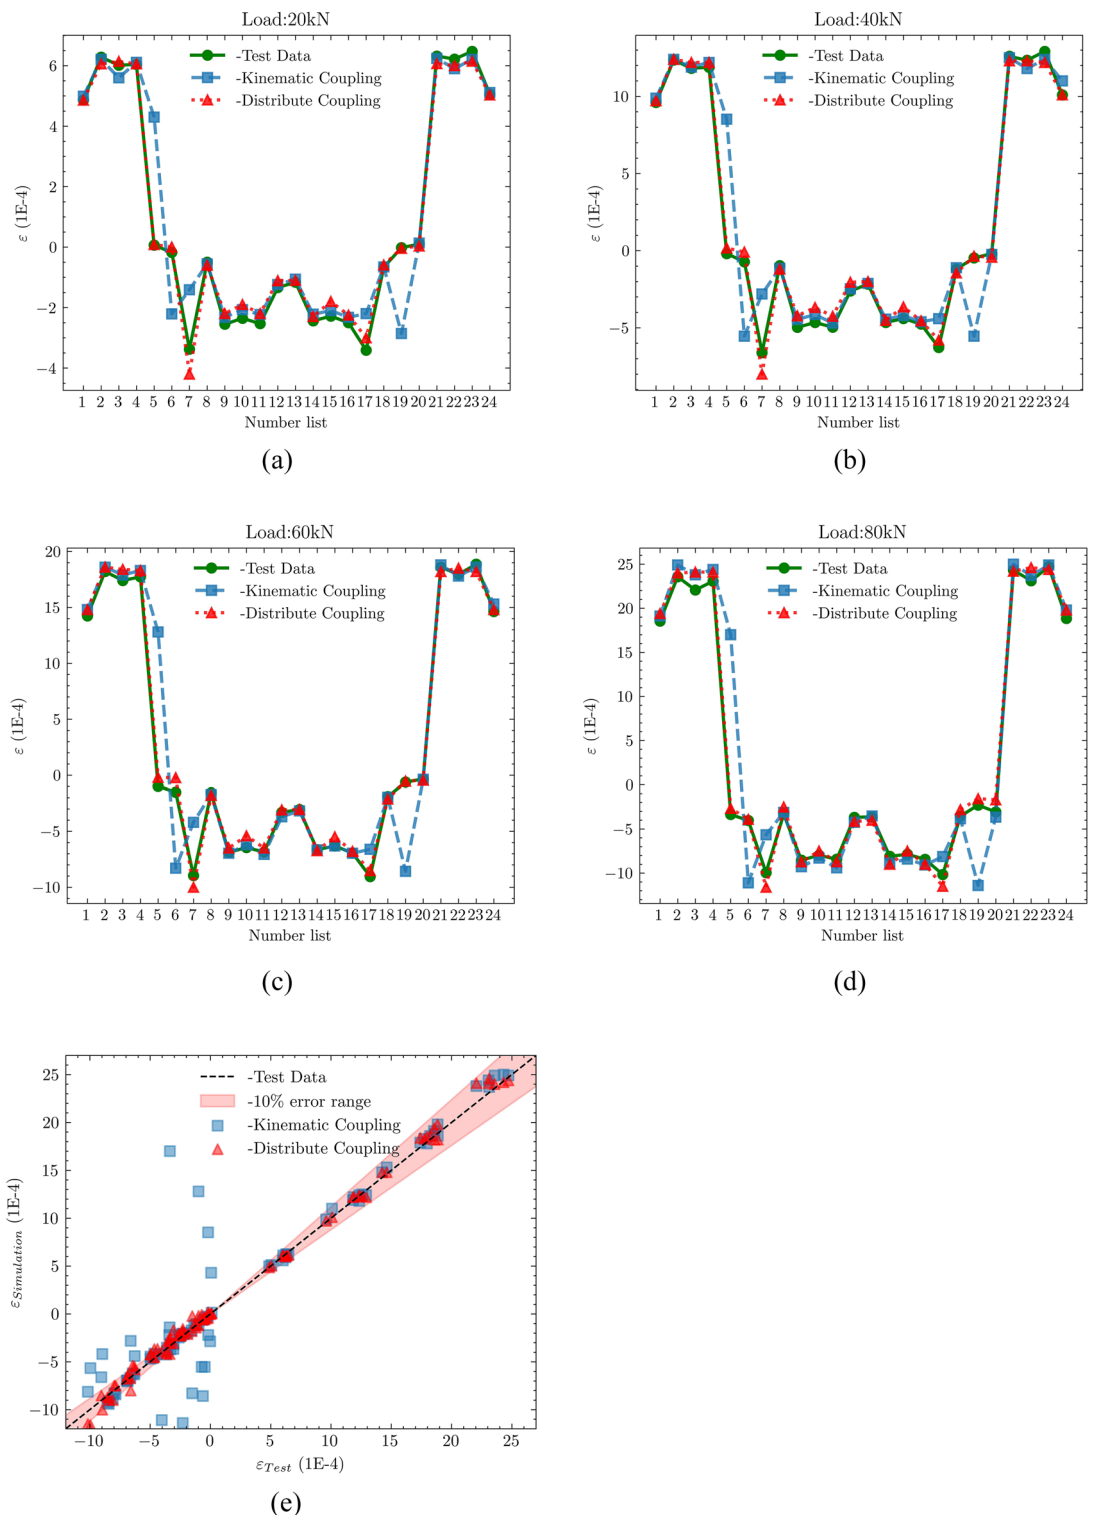 Load:20kN
-Test Data
-Kinematic Coupling
-Distribute Coupling
6
4
2
0
−2
−4
ε (1E-4)
1 2 3 4 5 6 7 8 9 10 11 12 13 14 15 16 17 18 19 20 21 22 23 24
Number list
(a)
Load:40kN
-Test Data
-Kinematic Coupling
-Distribute Coupling
10
5
0
−5
ε (1E-4)
1 2 3 4 5 6 7 8 9 10 11 12 13 14 15 16 17 18 19 20 21 22 23 24
Number list
(b)
Load:60kN
-Test Data
-Kinematic Coupling
-Distribute Coupling
20
15
10
5
0
−5
−10
ε (1E-4)
1 2 3 4 5 6 7 8 9 10 11 12 13 14 15 16 17 18 19 20 21 22 23 24
Number list
(c)
Load:80kN
-Test Data
-Kinematic Coupling
-Distribute Coupling
25
20
15
10
5
0
−5
−10
ε (1E-4)
1 2 3 4 5 6 7 8 9 10 11 12 13 14 15 16 17 18 19 20 21 22 23 24
Number list
(d)
-Test Data
-10% error range
-Kinematic Coupling
-Distribute Coupling
25
20
15
10
5
0
−5
−10
εSimulation (1E-4)
−10 −5 0 5 10 15 20 25
εTest (1E-4)
(e)